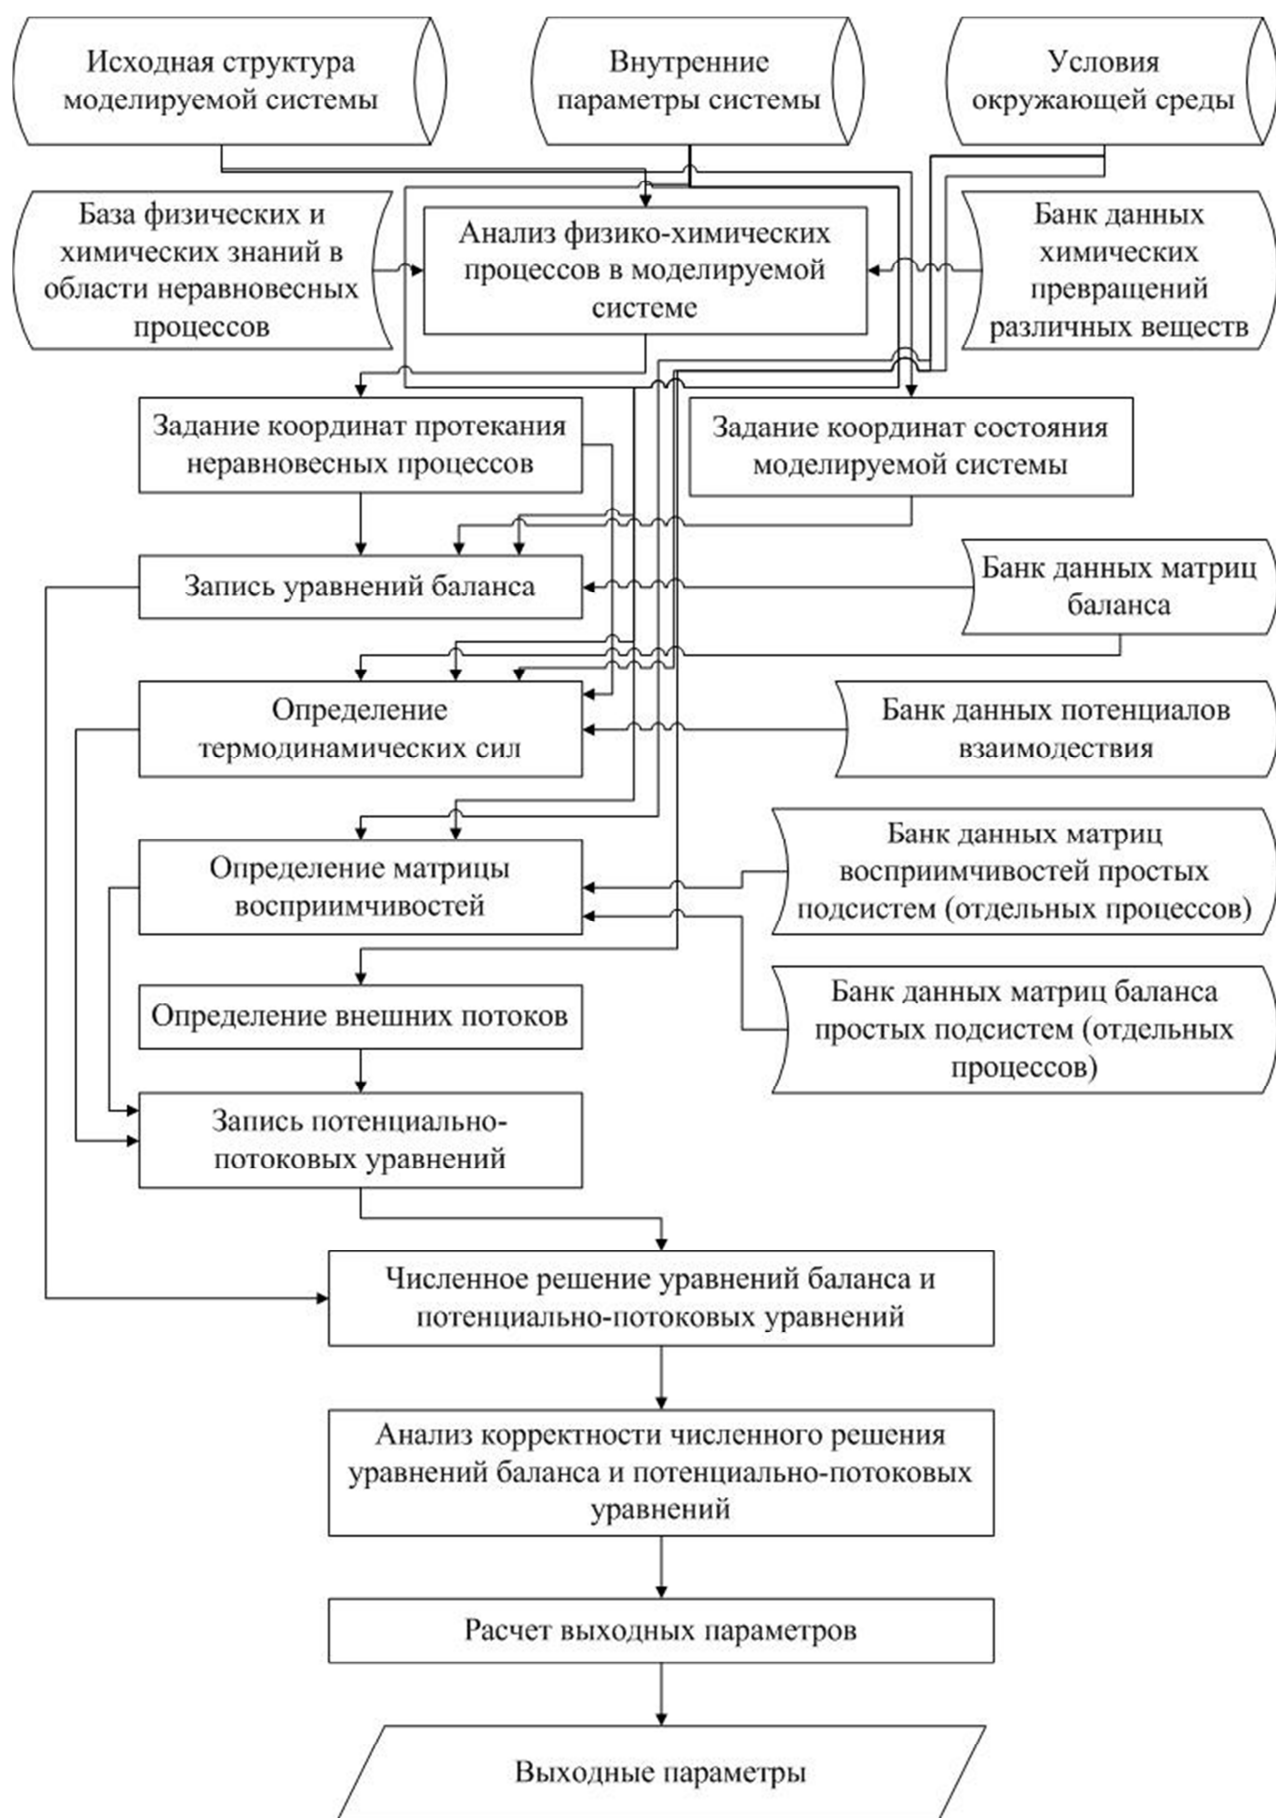 Исходная структура
моделируемой системы
Внутренние
параметры системы
Условия
окружающей среды
База физических и
химических знаний в
области неравновесных
процессов
Анализ физико-химических
процессов в моделируемой
системе
Банк данных
химических
превращений
различных веществ
Задание координат протекания
неравновесных процессов
Задание координат состояния
моделируемой системы
Запись уравнений баланса
Банк данных матриц
баланса
Определение
термодинамических сил
Банк данных потенциалов
взаимодествия
Определение матрицы
восприимчивостей
Банк данных матриц
восприимчивостей простых
подсистем (отдельных процессов)
Определение внешних потоков
Банк данных матриц баланса
простых подсистем (отдельных
процессов)
Запись потенциально-
потоковых уравнений
Численное решение уравнений баланса и
потенциально-потоковых уравнений
Анализ корректности численного решения
уравнений баланса и потенциально-потоковых
уравнений
Расчет выходных параметров
Выходные параметры